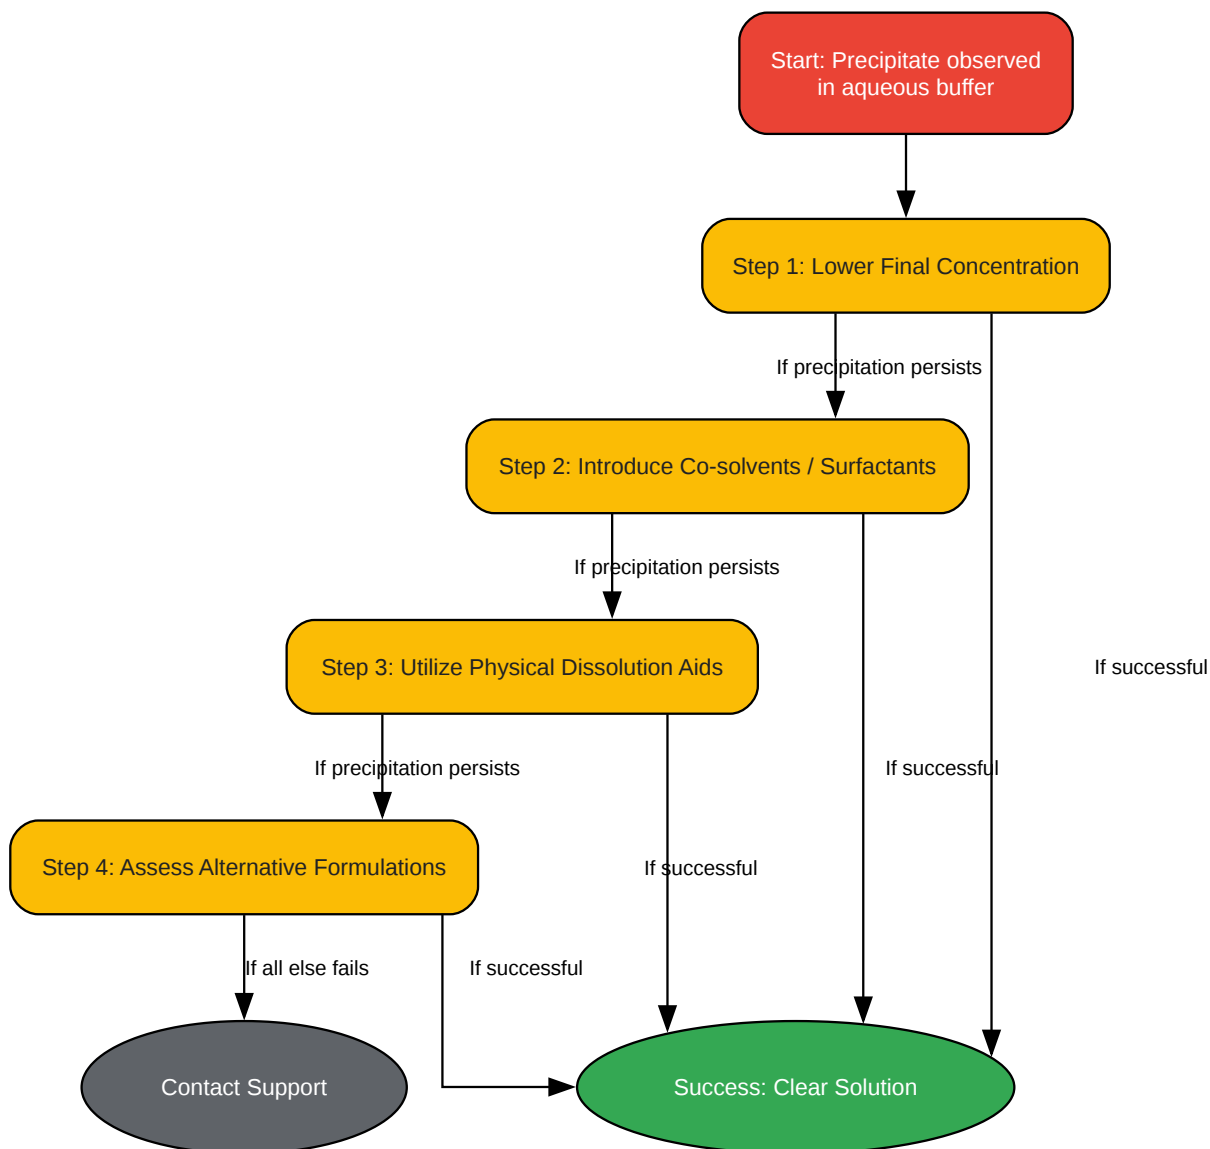 Start: Precipitate observed
in aqueous buffer
Step 1: Lower Final Concentration
If precipitation persists
Step 2: Introduce Co-solvents / Surfactants
If precipitation persists
Step 3: Utilize Physical Dissolution Aids
If successful
If precipitation persists
If successful
Step 4: Assess Alternative Formulations
If successful
If all else fails
If successful
Contact Support
Success: Clear Solution